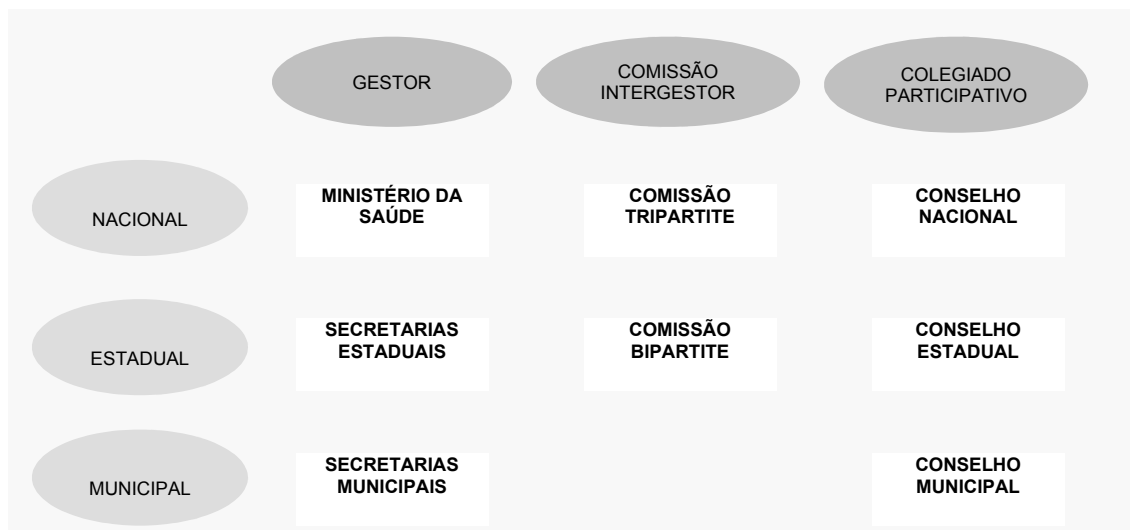 GESTOR
COMISSÃO
INTERGESTOR
COLEGIADO
PARTICIPATIVO
NACIONAL
MINISTÉRIO DA
SAÚDE
COMISSÃO
TRIPARTITE
CONSELHO
NACIONAL
ESTADUAL
SECRETARIAS
ESTADUAIS
COMISSÃO
BIPARTITE
CONSELHO
ESTADUAL
MUNICIPAL
SECRETARIAS
MUNICIPAIS
CONSELHO
MUNICIPAL